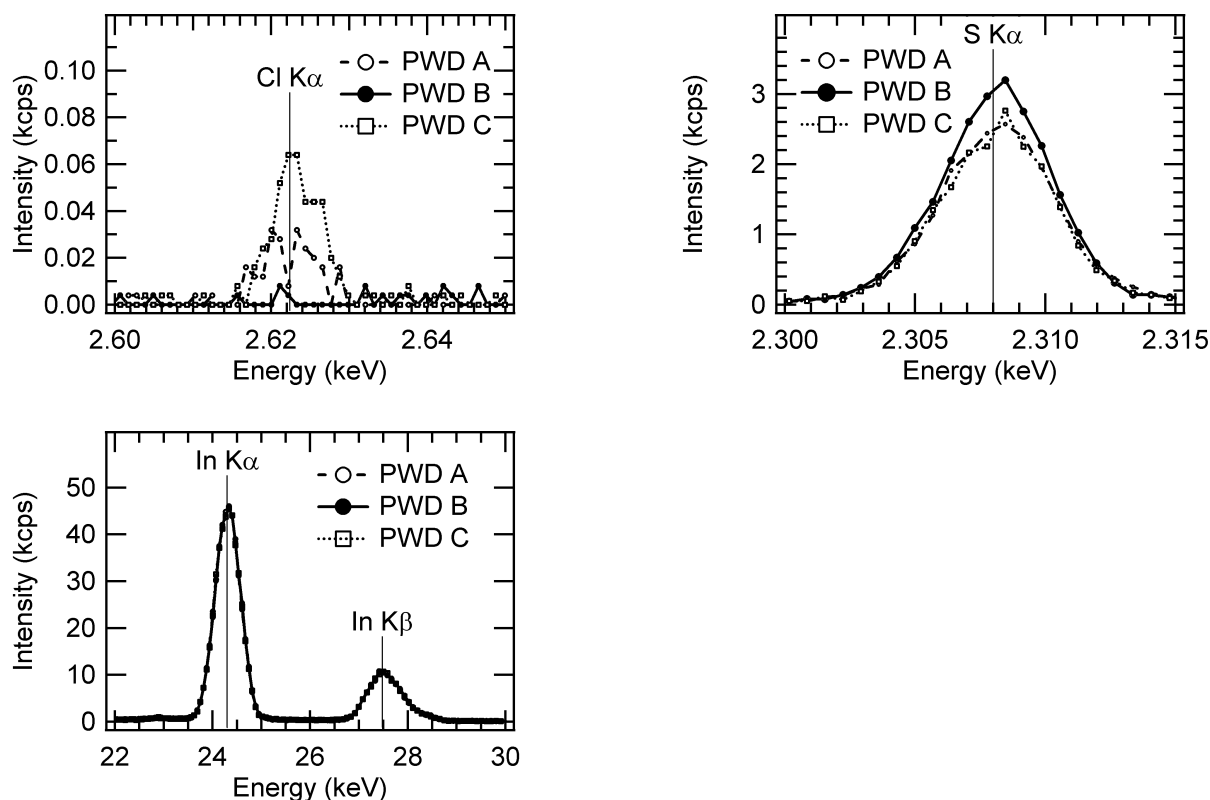 Cl Kα
PWD A
PWD B
PWD C
Intensity (kcps)
0.10
0.08
0.06
0.04
0.02
0.00
2.60
2.62
2.64
Energy (keV)
S Kα
PWD A
PWD B
PWD C
Intensity (kcps)
3
2
1
0
2.300
2.305
2.310
2.315
Energy (keV)
In Kα
PWD A
PWD B
PWD C
In Kβ
Intensity (kcps)
50
40
30
20
10
0
22
24
26
28
30
Energy (keV)